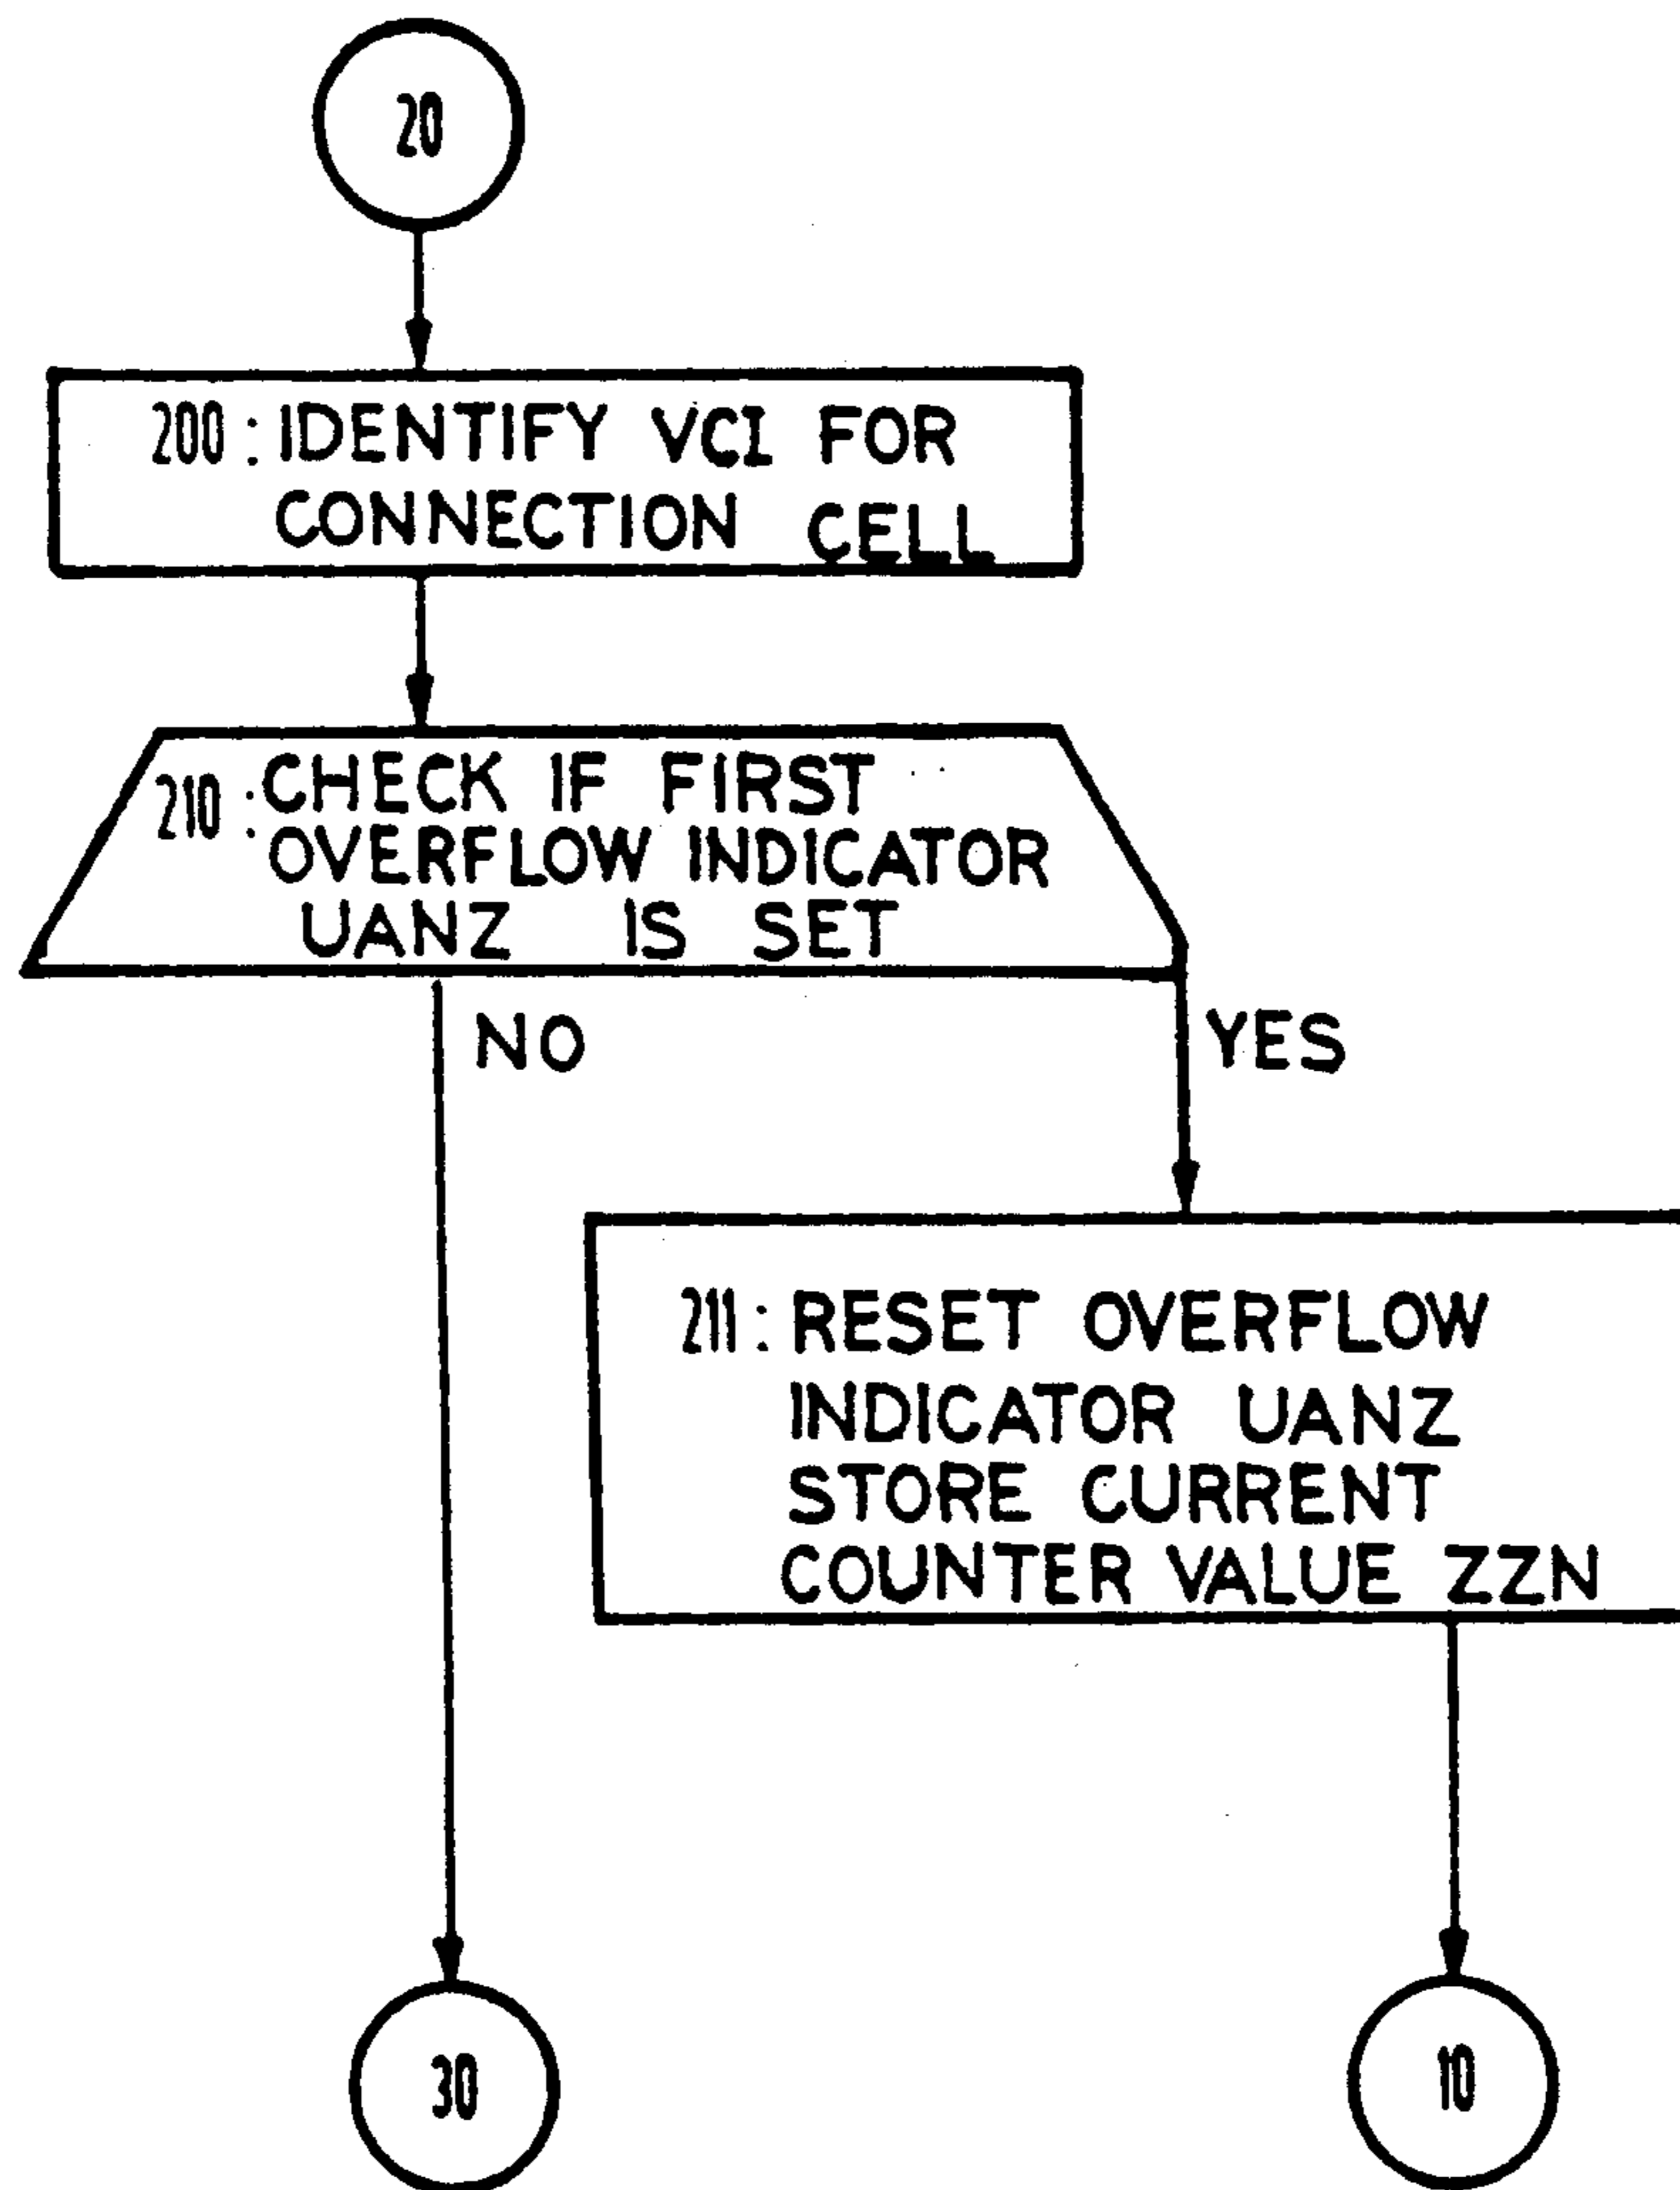 20
200: IDENTIFY VCI FOR
CONNECTION CELL
210: CHECK IF FIRST
OVERFLOW INDICATOR
UANZ IS SET
NO
YES
211: RESET OVERFLOW
INDICATOR UANZ
STORE CURRENT
COUNTER VALUE ZZN
30
10